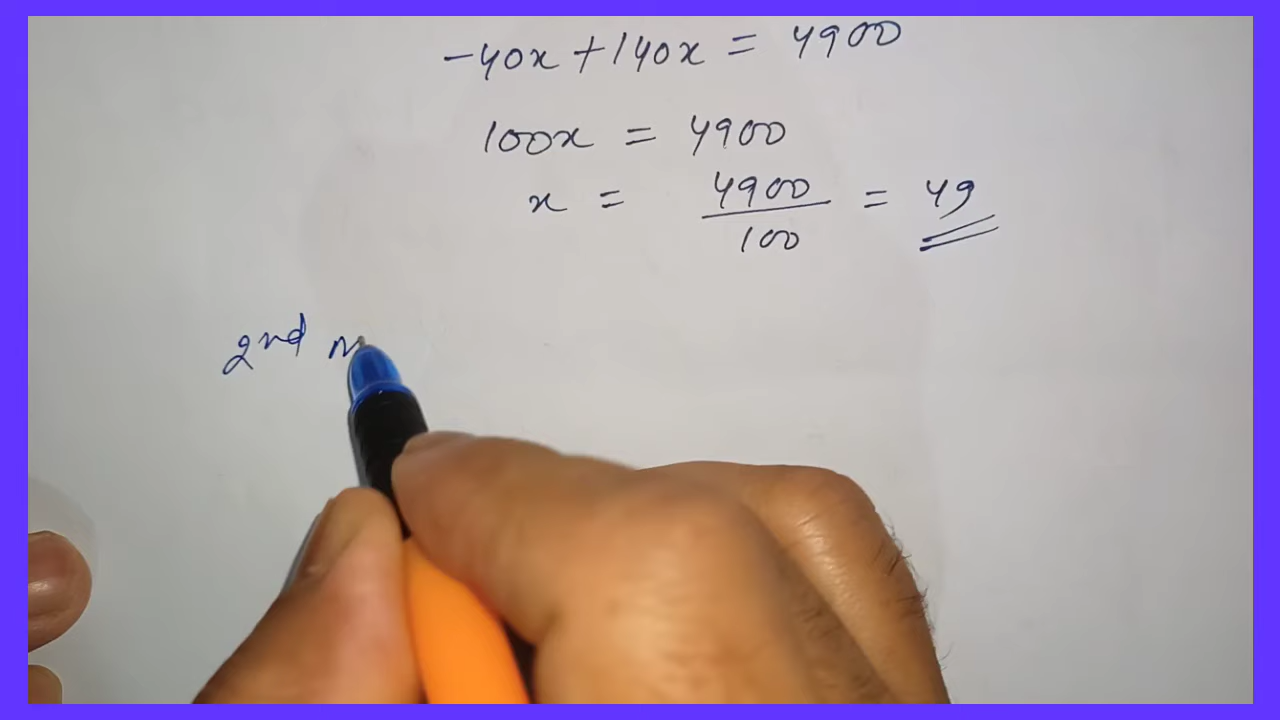 -40x + 140x = 4900
100x = 4900
x = 4900/100 = 49
2nd